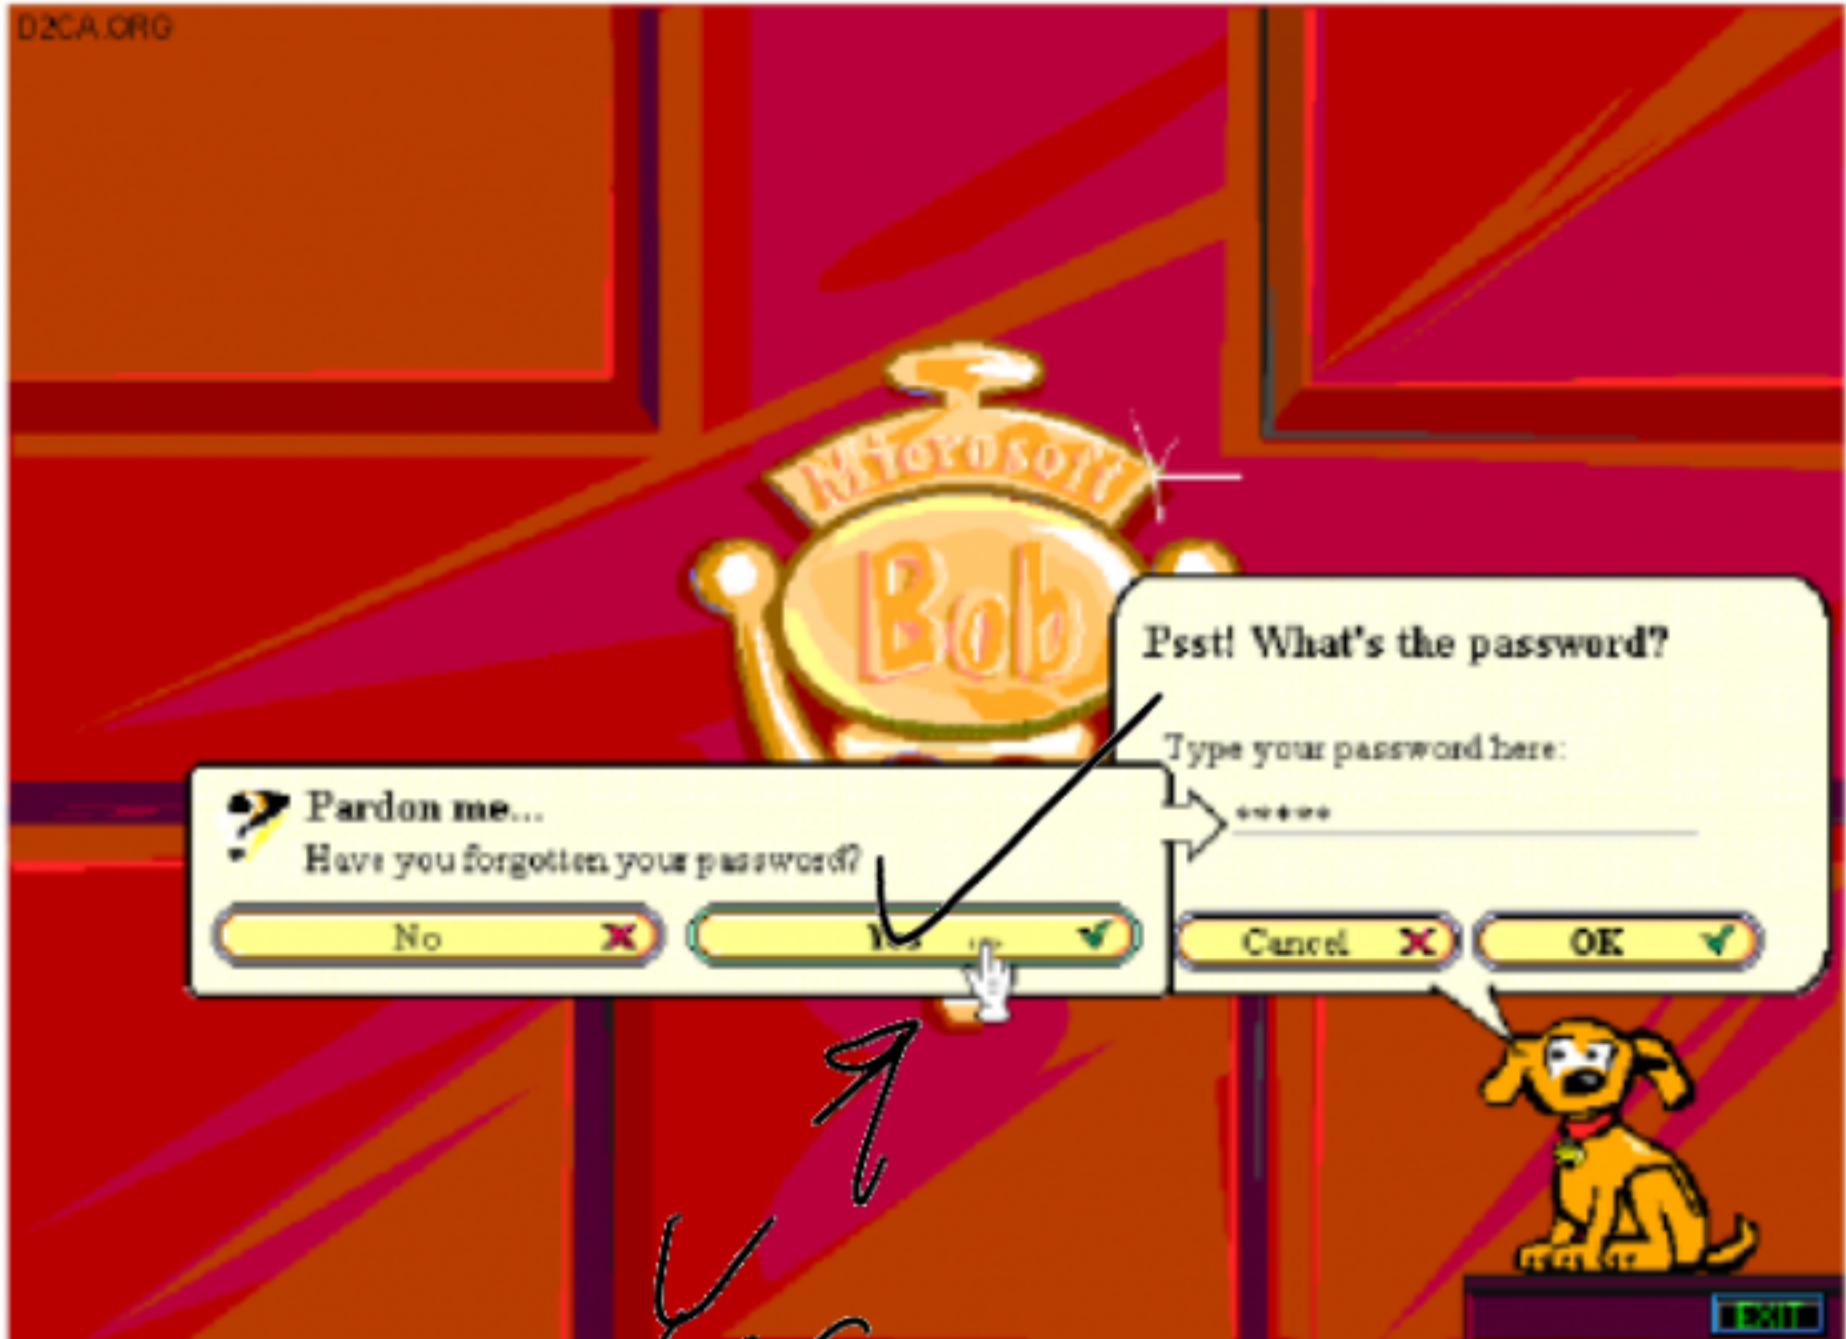 D2CA.ORG
Microsoft
Bob
Psst! What's the password?
Type your password here:
*****
Pardon me...
Have you forgotten your password?
No
Yes
Cancel
OK
EXIT